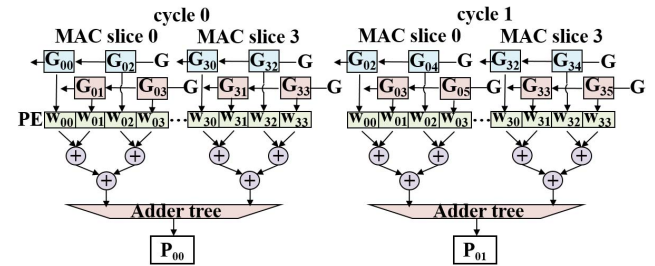 cycle 0 cycle 1
MAC slice 0 MAC slice 3 MAC slice 0 MAC slice 3
G00 G02 G G30 G32 G02 G04 G G32 G34 G
G01 G03 G G31 G33 G G03 G05 G G33 G35 G
PE W00 W01 W02 W03 ... W30 W31 W32 W33 W00 W01 W02 W03 ... W30 W31 W32 W33
+ + + + + + + +
+ + + +
Adder tree Adder tree
P00 P01